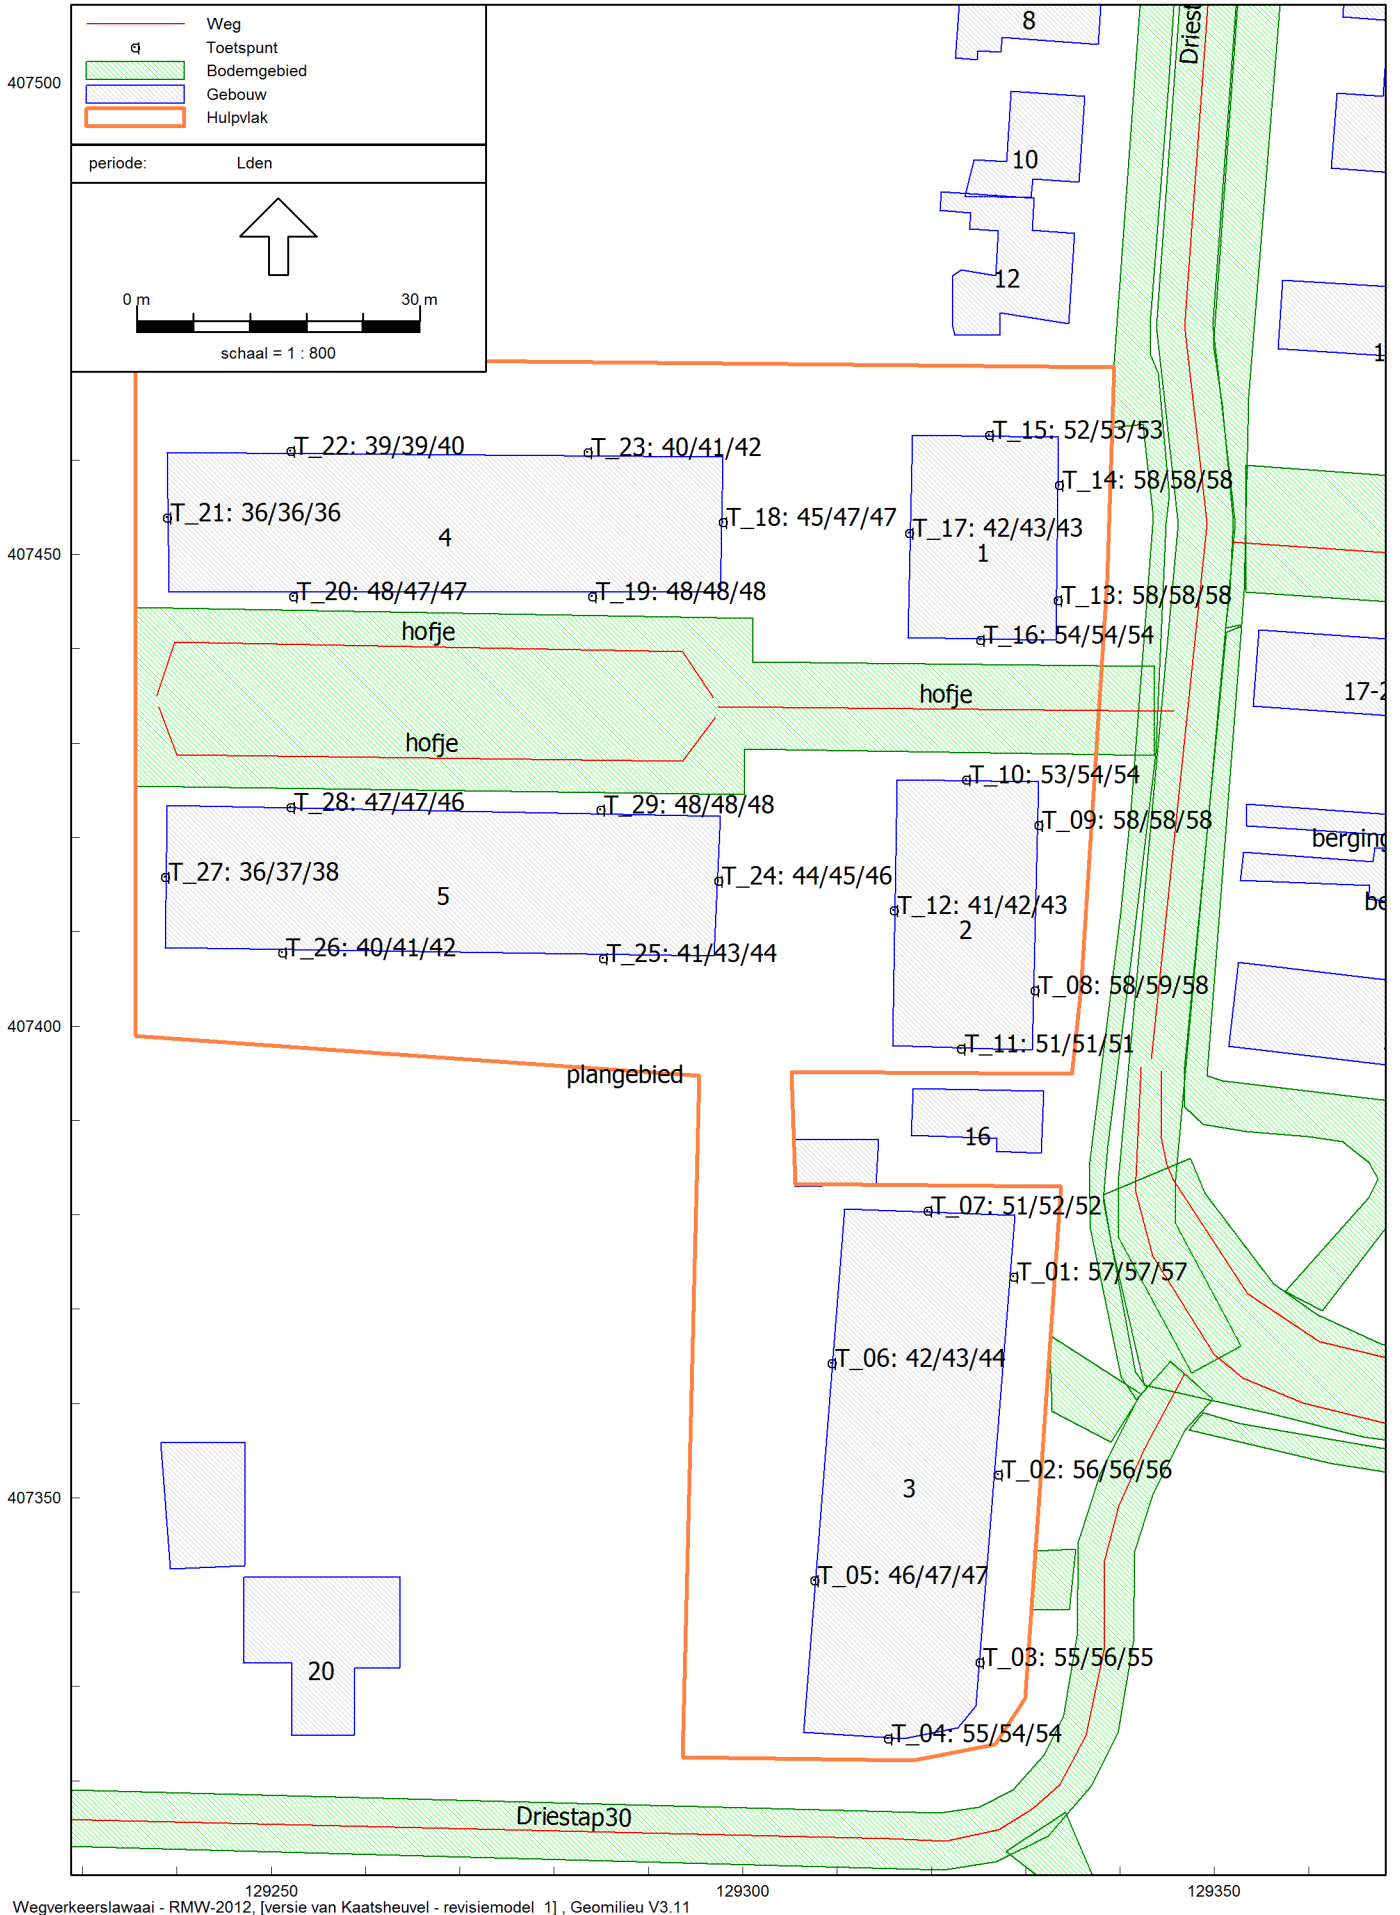 Weg
Toetspunt
Bodemgebied
Gebouw
Hulpvlak
periode: Lden
0 m 30 m
schaal = 1 : 800
407500
407450
407400
407350
8
Driest
10
12
1
T_15: 52/53/53
T_22: 39/39/40
T_23: 40/41/42
T_14: 58/58/58
T_21: 36/36/36
T_18: 45/47/47
T_17: 42/43/43
4
1
T_20: 48/47/47
T_19: 48/48/48
T_13: 58/58/58
hofje
T_16: 54/54/54
17-2
hofje
hofje
T_10: 53/54/54
T_28: 47/47/46
T_29: 48/48/48
T_09: 58/58/58
berging
T_27: 36/37/38
T_24: 44/45/46
5
be
T_12: 41/42/43
2
T_26: 40/41/42
T_25: 41/43/44
T_08: 58/59/58
T_11: 51/51/51
plangebied
16
T_07: 51/52/52
T_01: 57/57/57
T_06: 42/43/44
T_02: 56/56/56
3
T_05: 46/47/47
T_03: 55/56/55
20
T_04: 55/54/54
Driestap30
129250
129300
129350
Wegverkeerslawaai - RMW-2012, [versie van Kaatsheuvel - revisiemodel 1] , Geomilieu V3.11